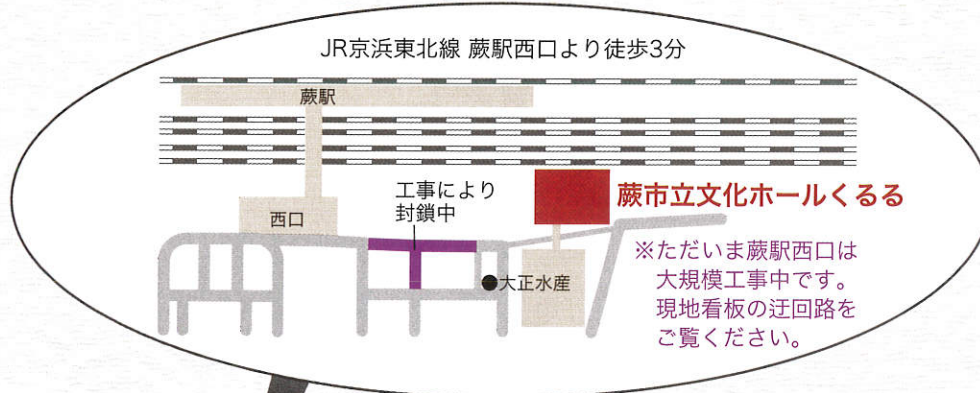 JR京浜東北線 蕨駅西口より徒歩3分
蕨駅
工事により
封鎖中
西口
蕨市立文化ホールくるる
※ただいま蕨駅西口は
大規模工事中です。
現地看板の迂回路を
ご覧ください。
大正水産